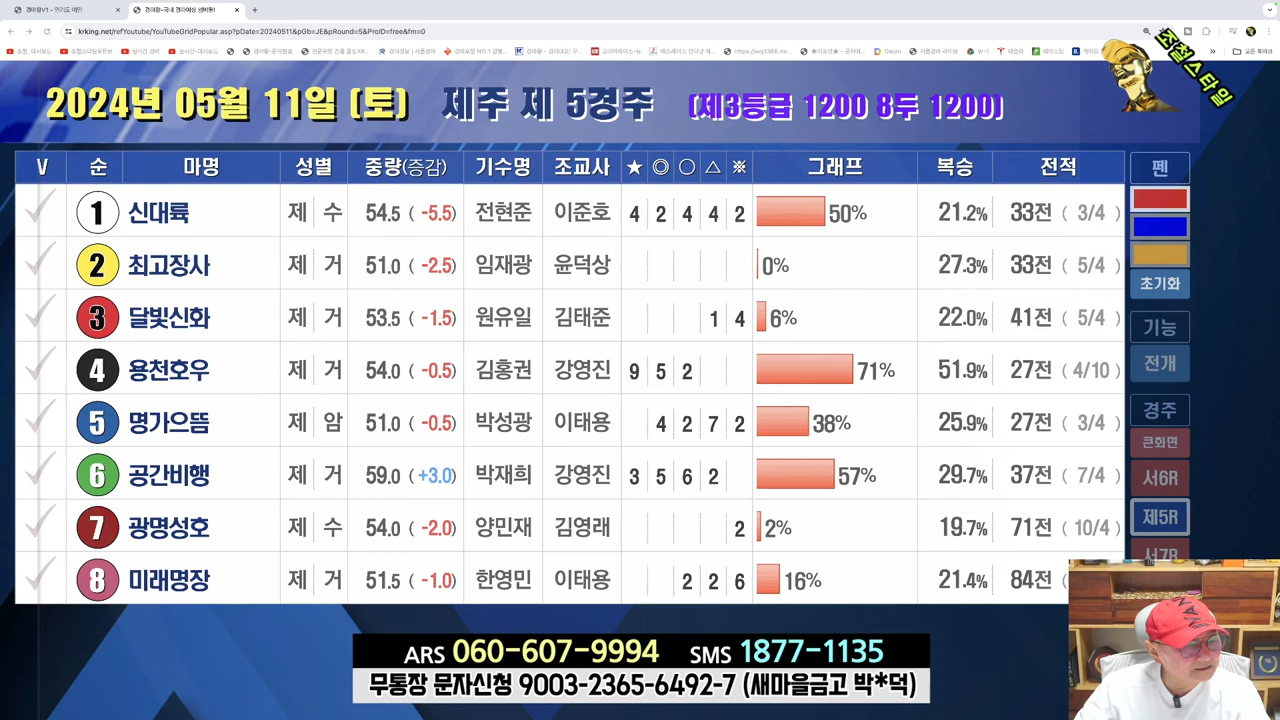 경마왕-국내 경마예상 넘버원!
krking.net/refYoutube/YouTubeGridPopular.asp?pDate=20240511&pGb=JE&pRound=5&ProID=free&fm=0
조철스타일
2024년 05월 11일 (토) 제주 제 5경주 (제3등급 1200 8두 1200)
V 순 마명 성별 중량(증감) 기수명 조교사 ★ ◎ ○ △ ※ 그래프 복승 전적 펜
1 신대륙 제 수 54.5 ( -5.5) 전현준 이준호 4 2 4 4 2 50% 21.2% 33전 ( 3/4 )
2 최고장사 제 거 51.0 ( -2.5) 임재광 윤덕상 0% 27.3% 33전 ( 5/4 )
초기화
3 달빛신화 제 거 53.5 ( -1.5) 원유일 김태준 1 4 6% 22.0% 41전 ( 5/4 )
기능
4 용천호우 제 거 54.0 ( -0.5) 김홍권 강영진 9 5 2 71% 51.9% 27전 ( 4/10 )
전개
5 명가으뜸 제 암 51.0 ( -0.5) 박성광 이태용 4 2 7 2 38% 25.9% 27전 ( 3/4 )
경주
큰화면
6 공간비행 제 거 59.0 ( +3.0) 박재희 강영진 3 5 6 2 57% 29.7% 37전 ( 7/4 )
서6R
7 광명성호 제 수 54.0 ( -2.0) 양민재 김영래 2 2% 19.7% 71전 ( 10/4 )
제5R
서7R
8 미래명장 제 거 51.5 ( -1.0) 한영민 이태용 2 2 6 16% 21.4% 84전 (
ARS 060-607-9994 SMS 1877-1135
무통장 문자신청 9003-2365-6492-7 (새마을금고 박*덕)